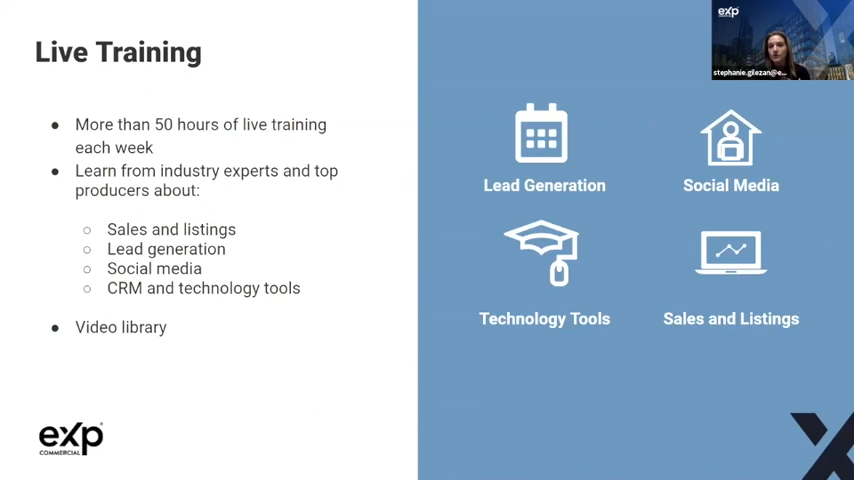 Live Training
● More than 50 hours of live training
each week
● Learn from industry experts and top
producers about:
○ Sales and listings
○ Lead generation
○ Social media
○ CRM and technology tools
● Video library
exp
COMMERCIAL
exp
stephanie.gilezan@e...
Lead Generation
Social Media
Technology Tools
Sales and Listings